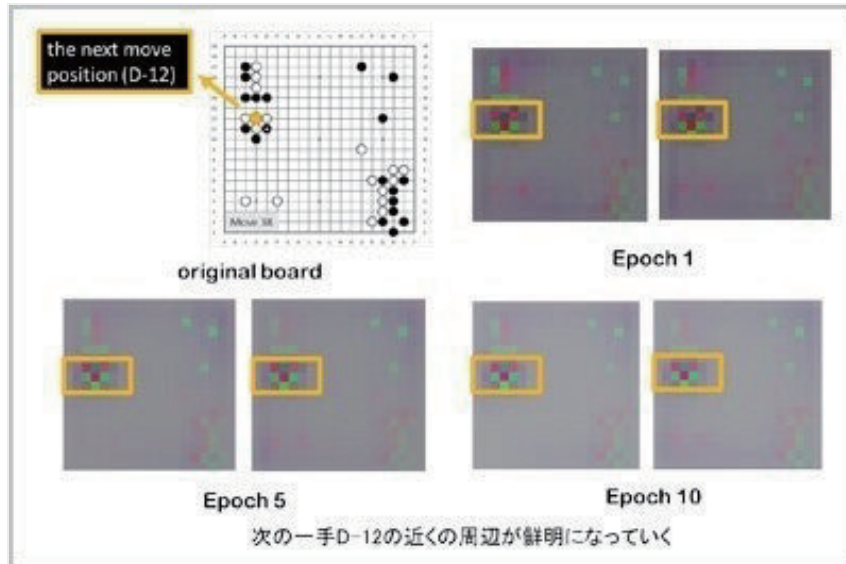 the next move
position (D-12)
Move 38
original board
Epoch 1
Epoch 5
Epoch 10
次の一手D-12の近くの周辺が鮮明になっていく